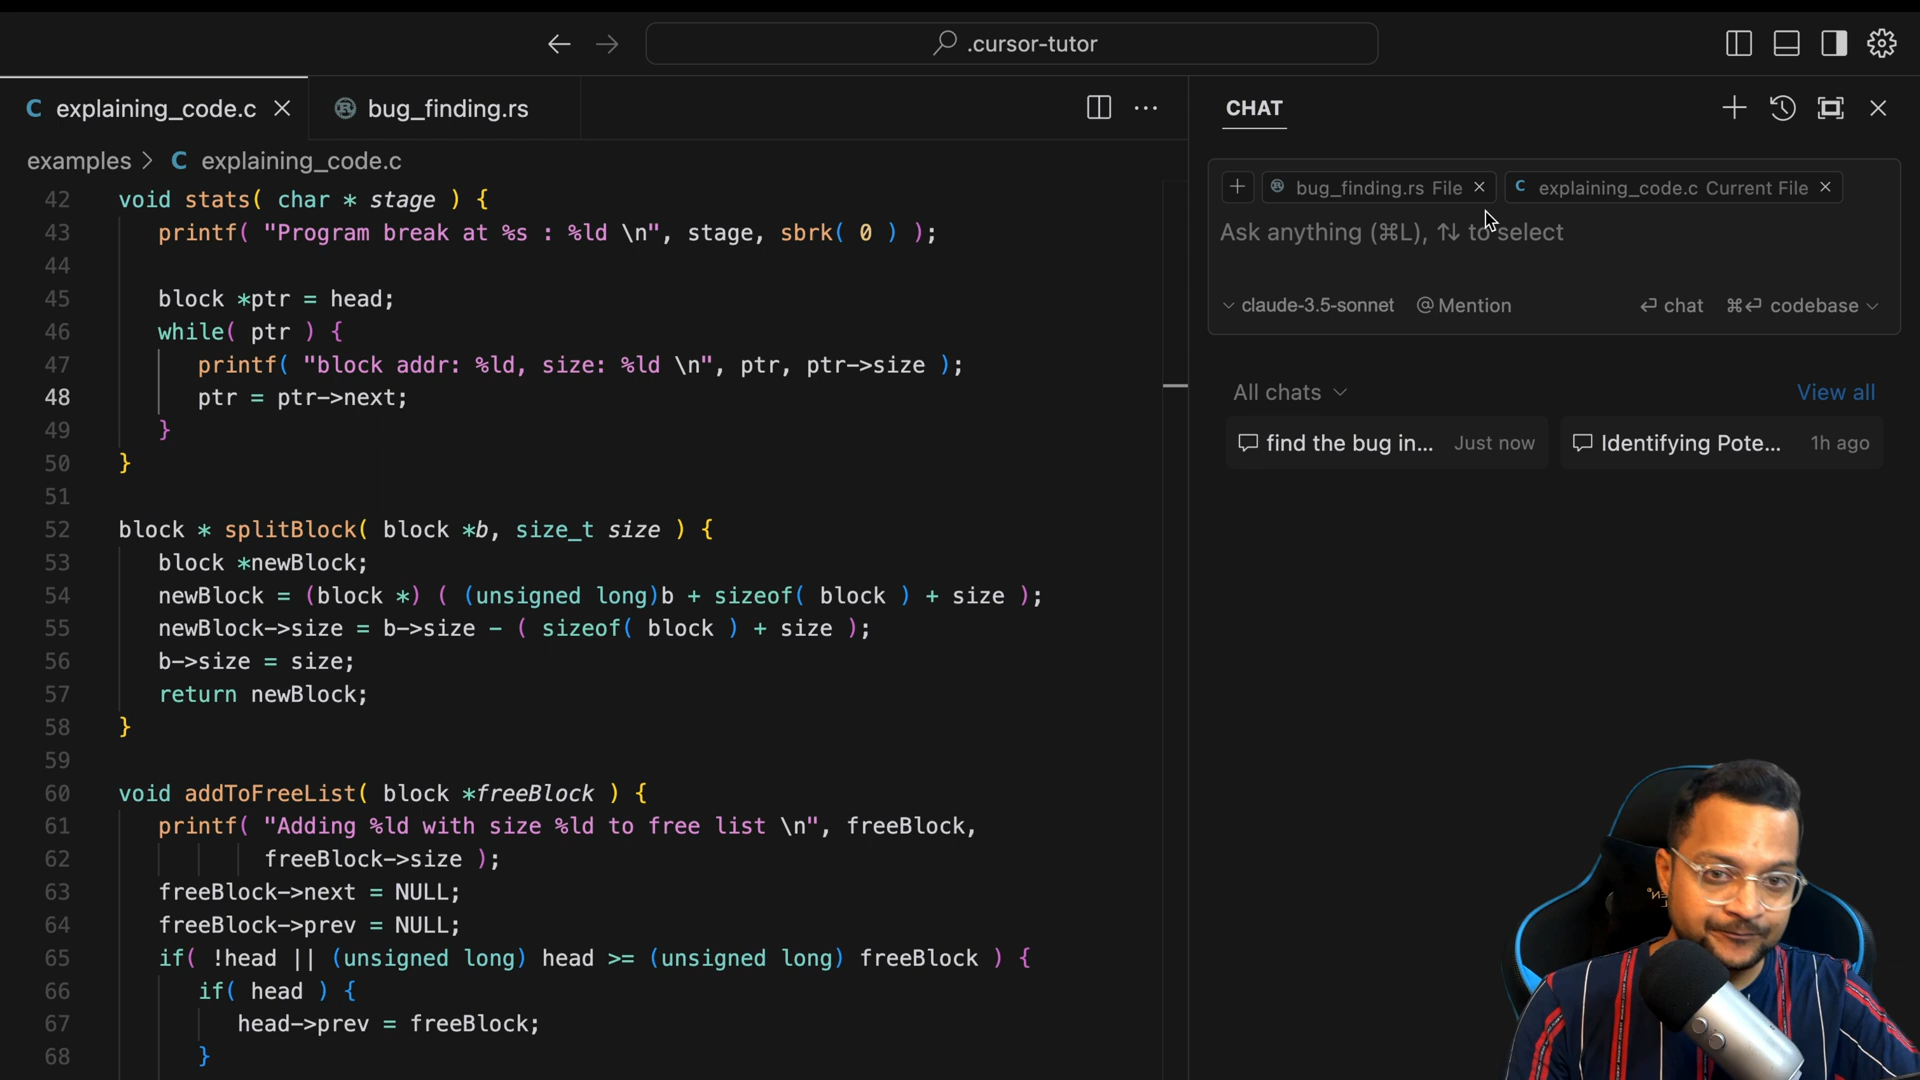 .cursor-tutor
C explaining_code.c
bug_finding.rs
examples > C explaining_code.c
42 void stats( char * stage ) {
43 printf( "Program break at %s : %ld \n", stage, sbrk( 0 ) );
44
45 block *ptr = head;
46 while( ptr ) {
47 printf( "block addr: %ld, size: %ld \n", ptr, ptr->size );
48 ptr = ptr->next;
49 }
50 }
51
52 block * splitBlock( block *b, size_t size ) {
53 block *newBlock;
54 newBlock = (block *) ( (unsigned long)b + sizeof( block ) + size );
55 newBlock->size = b->size - ( sizeof( block ) + size );
56 b->size = size;
57 return newBlock;
58 }
59
60 void addToFreeList( block *freeBlock ) {
61 printf( "Adding %ld with size %ld to free list \n", freeBlock,
62 freeBlock->size );
63 freeBlock->next = NULL;
64 freeBlock->prev = NULL;
65 if( !head || (unsigned long) head >= (unsigned long) freeBlock ) {
66 if( head ) {
67 head->prev = freeBlock;
68 }
CHAT
bug_finding.rs File
C explaining_code.c Current File
Ask anything (⌘L), ↑↓ to select
claude-3.5-sonnet @ Mention ⏎ chat ⌘⏎ codebase
All chats View all
find the bug in... Just now
Identifying Pote... 1h ago